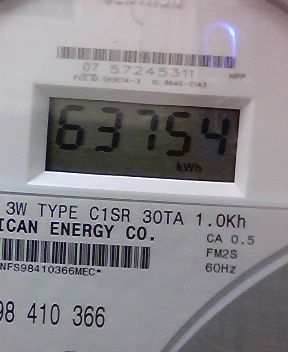 07 57245311
HPP
63754
kWh
3W TYPE C1SR 30TA 1.0Kh
ICAN ENERGY CO.
CA 0.5
FM2S
60Hz
NFS98410366MEC*
98 410 366